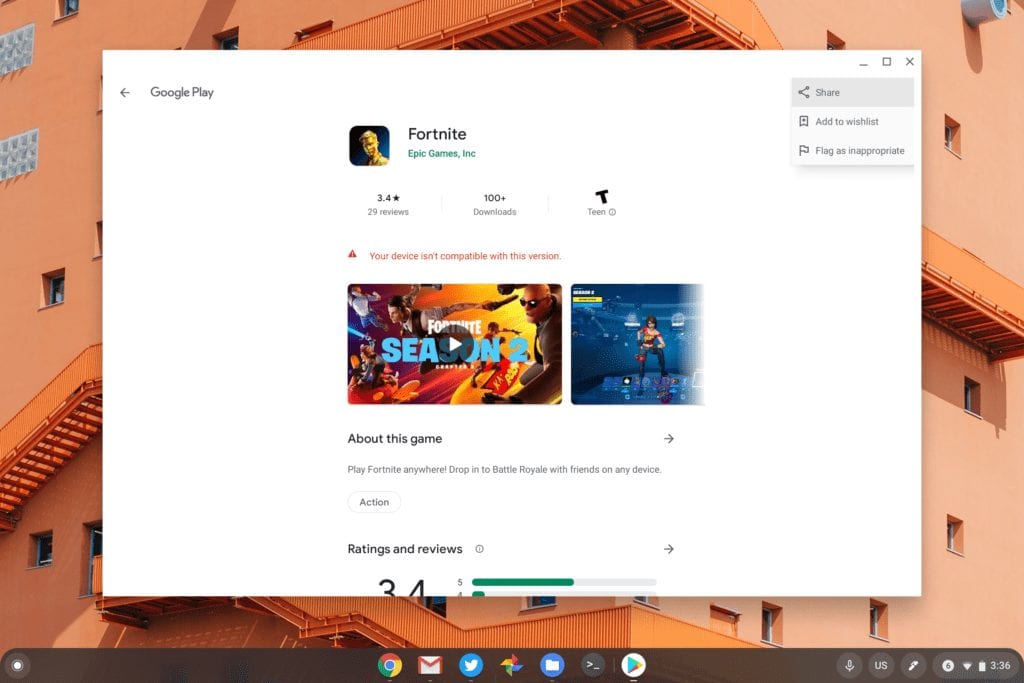 Google Play
Share
Add to wishlist
Flag as inappropriate
Fortnite
Epic Games, Inc
3.4★
29 reviews
100+
Downloads
T
Teen
Your device isn't compatible with this version.
FORTNITE
SEASON 2
CHAPTER 2
SEASON 2
About this game
Play Fortnite anywhere! Drop in to Battle Royale with friends on any device.
Action
Ratings and reviews
3.4
5
4
>_
US
6
3:36